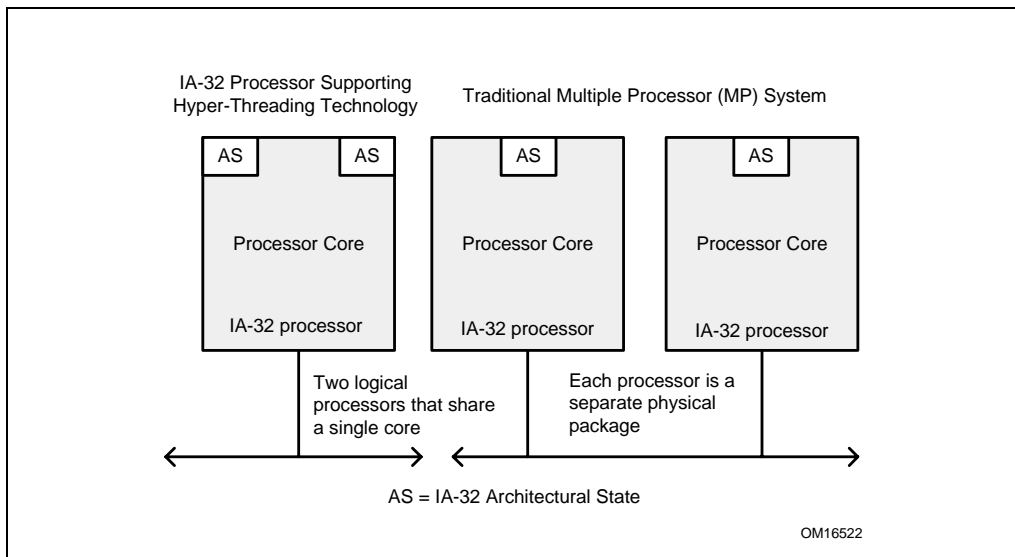 IA-32 Processor Supporting
Hyper-Threading Technology
Traditional Multiple Processor (MP) System
AS
AS
AS
AS
Processor Core
Processor Core
Processor Core
IA-32 processor
IA-32 processor
IA-32 processor
Two logical
processors that share
a single core
Each processor is a
separate physical
package
AS = IA-32 Architectural State
OM16522